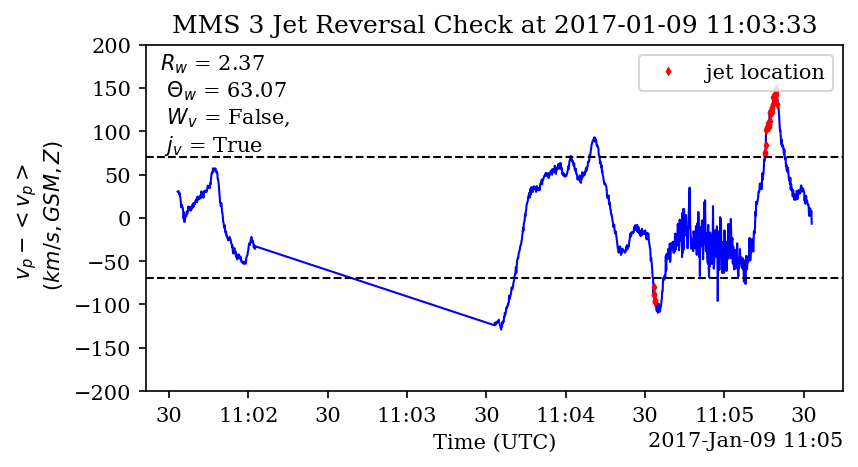 MMS 3 Jet Reversal Check at 2017-01-09 11:03:33
200
150
100
50
0
−50
−100
−150
−200
v_p − < v_p >
(km/s, GSM, Z)
R_w = 2.37
Θ_w = 63.07
W_v = False,
j_v = True
jet location
30 11:02 30 11:03 30 11:04 30 11:05 30
Time (UTC)
2017-Jan-09 11:05